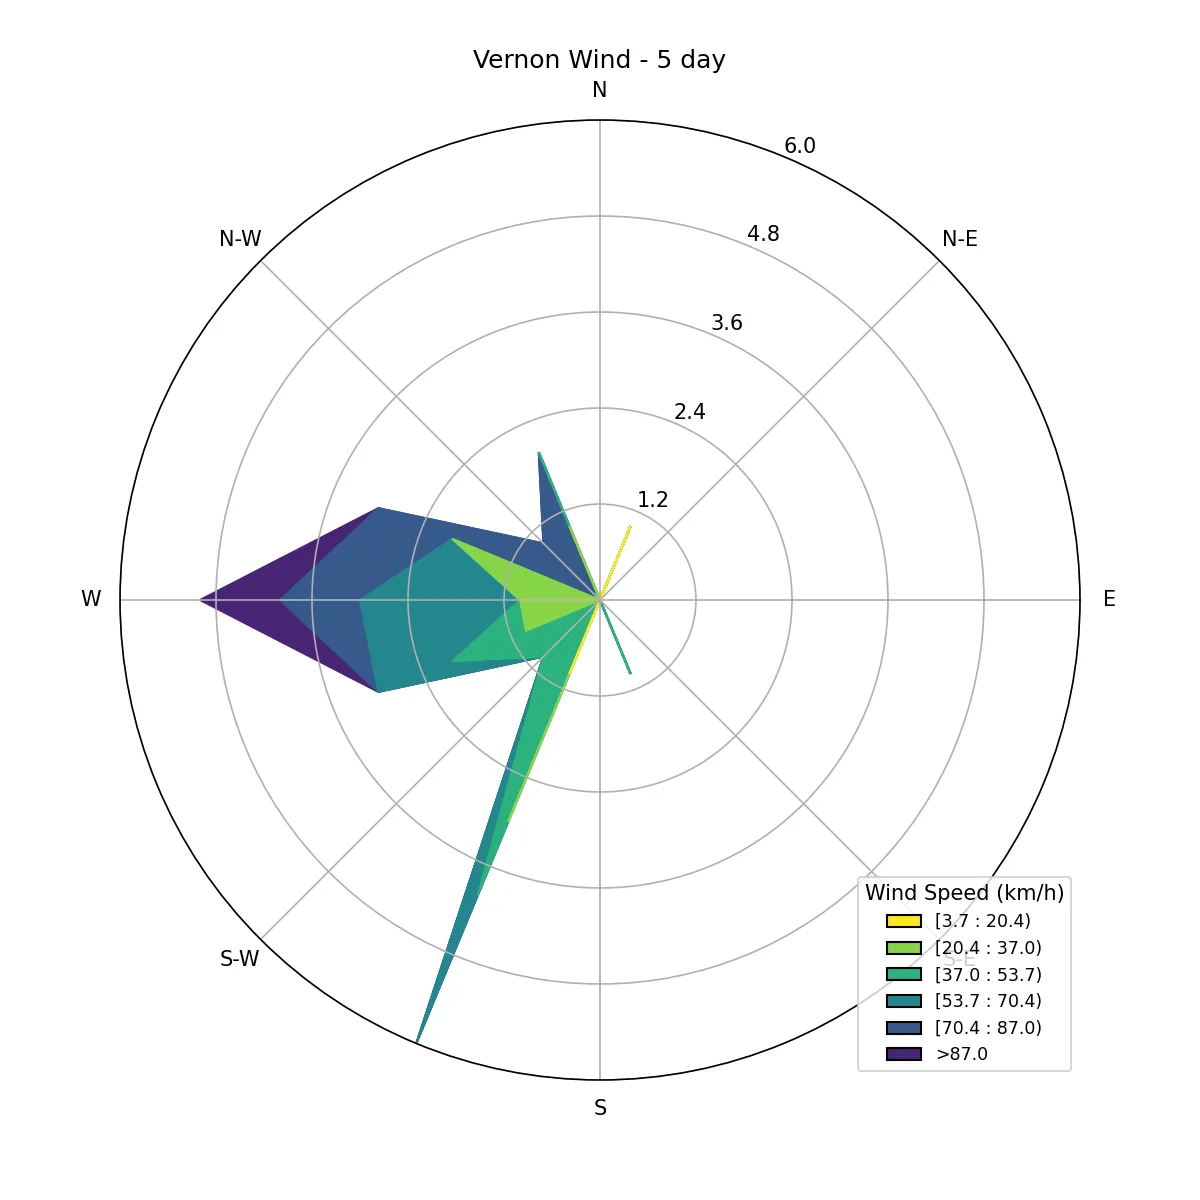 Vernon Wind - 5 day
N
6.0
N-W
N-E
4.8
3.6
2.4
1.2
W
E
S-W
S-E
S
Wind Speed (km/h)
[3.7 : 20.4)
[20.4 : 37.0)
[37.0 : 53.7)
[53.7 : 70.4)
[70.4 : 87.0)
>87.0